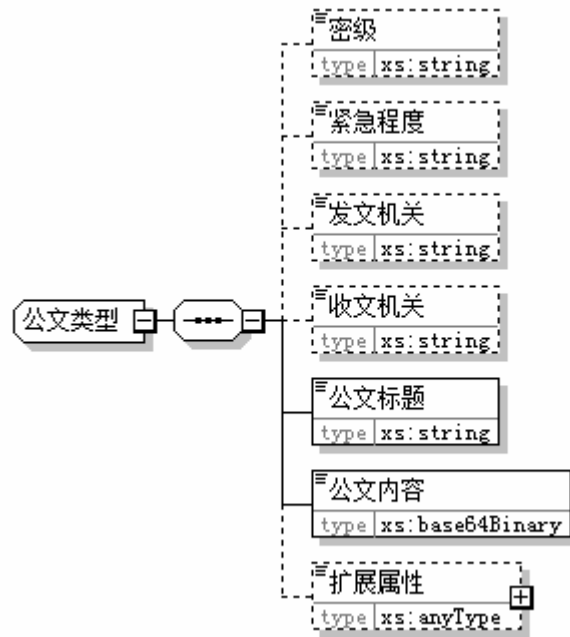 密级
type xs:string
紧急程度
type xs:string
发文机关
type xs:string
收文机关
type xs:string
公文类型
公文标题
type xs:string
公文内容
type xs:base64Binary
扩展属性
type xs:anyType